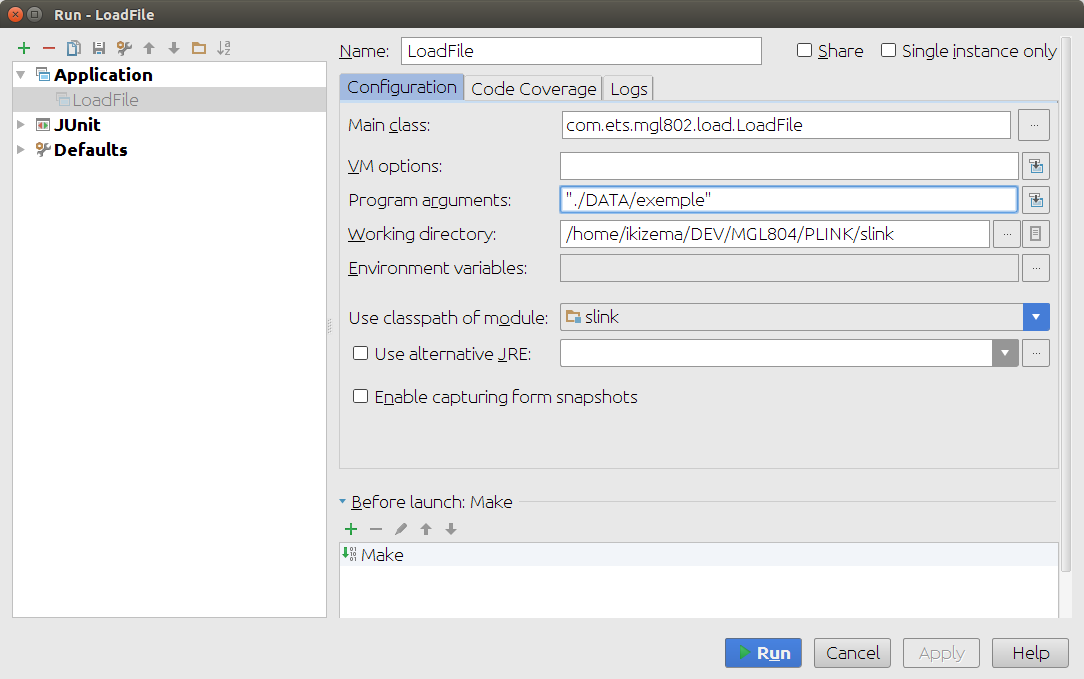 Run - LoadFile
Application
LoadFile
JUnit
Defaults
Name: LoadFile
Share
Single instance only
Configuration Code Coverage Logs
Main class: com.ets.mgl802.load.LoadFile ...
VM options:
Program arguments: "./DATA/exemple"
Working directory: /home/ikizema/DEV/MGL804/PLINK/slink ...
Environment variables: ...
Use classpath of module: slink
Use alternative JRE: ...
Enable capturing form snapshots
Before launch: Make
Make
Run Cancel Apply Help